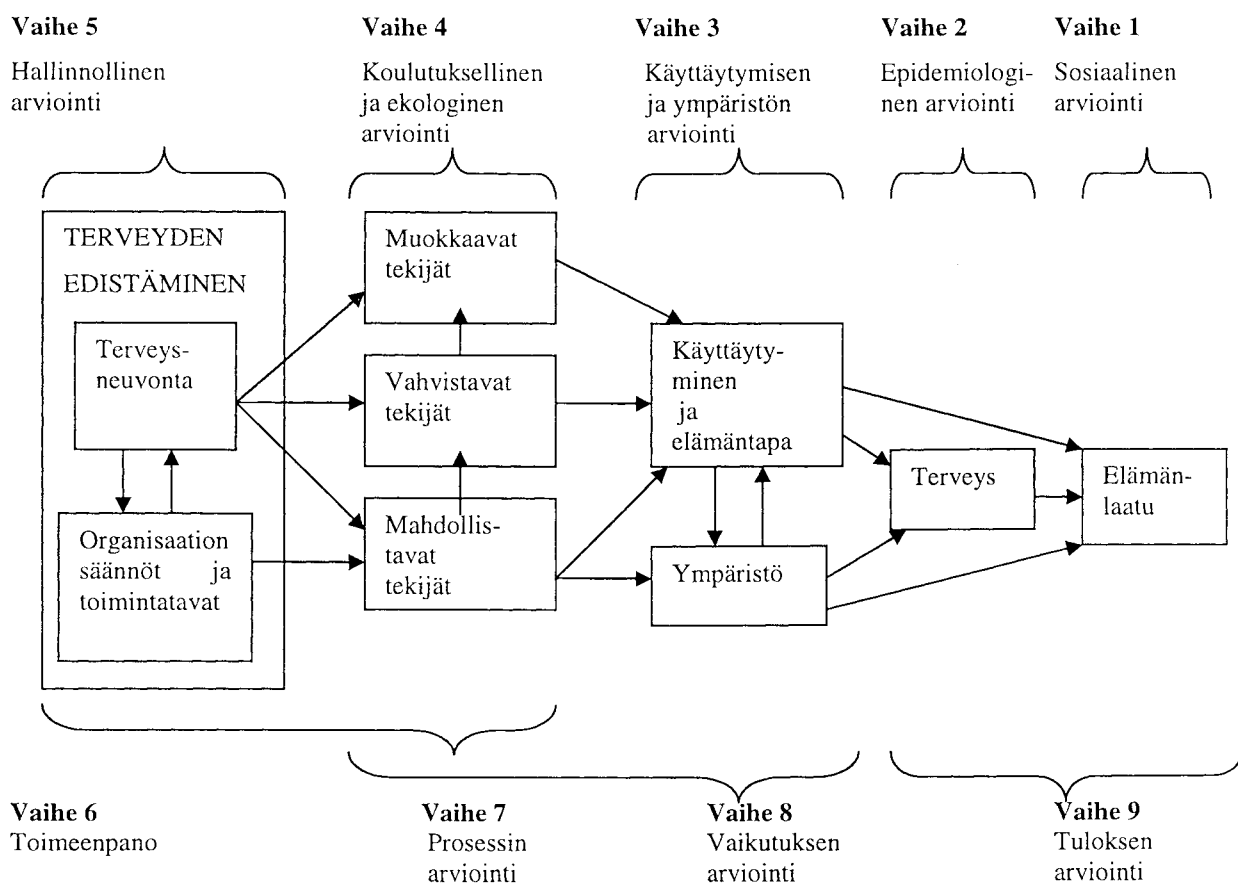 Vaihe 5
Hallinnollinen
arviointi
Vaihe 4
Koulutuksellinen
ja ekologinen
arviointi
Vaihe 3
Käyttäytymisen
ja ympäristön
arviointi
Vaihe 2
Epidemiologi-
nen arviointi
Vaihe 1
Sosiaalinen
arviointi
TERVEYDEN
EDISTÄMINEN
Terveys-
neuvonta
Organisaation
säännöt ja
toimintatavat
Muokkaavat
tekijät
Vahvistavat
tekijät
Mahdollis-
tavat
tekijät
Käyttäyty-
minen
ja
elämäntapa
Ympäristö
Terveys
Elämän-
laatu
Vaihe 6
Toimeenpano
Vaihe 7
Prosessin
arviointi
Vaihe 8
Vaikutuksen
arviointi
Vaihe 9
Tuloksen
arviointi